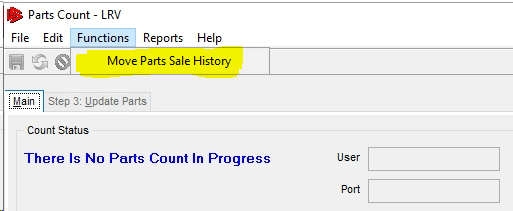 Parts Count - LRV
File Edit Functions Reports Help
Move Parts Sale History
Main Step 3: Update Parts
Count Status
There Is No Parts Count In Progress User
Port